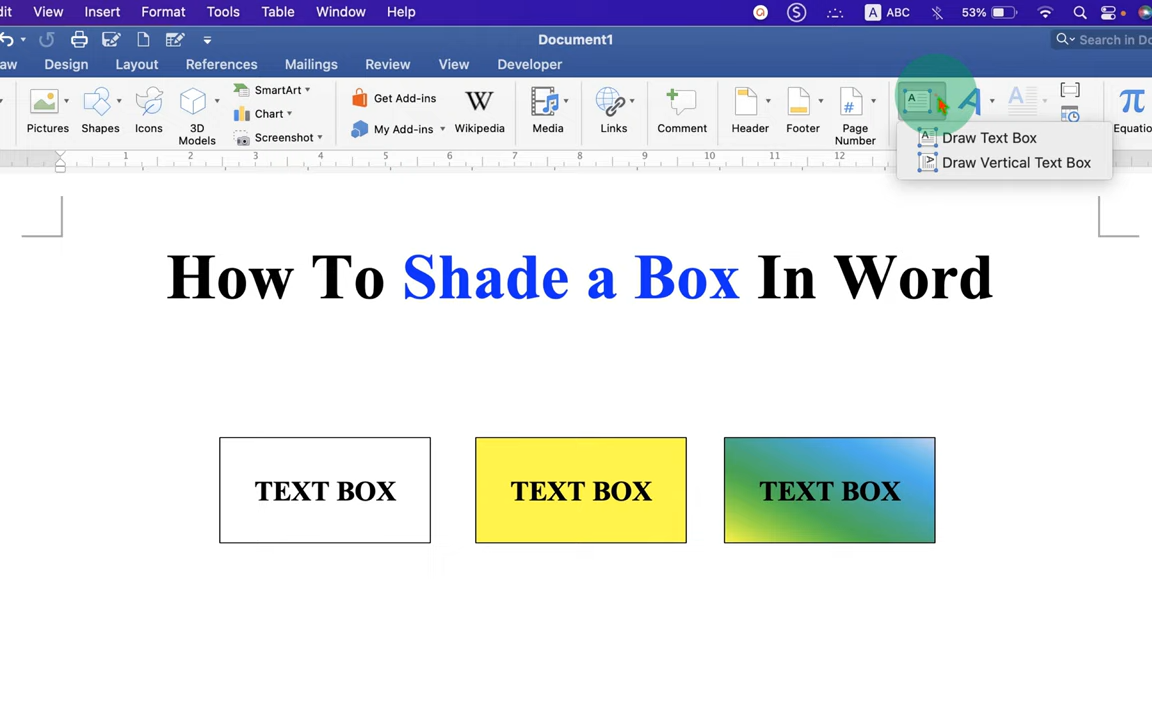 dit View Insert Format Tools Table Window Help A ABC 53%
Document1 Search in Do
aw Design Layout References Mailings Review View Developer
Pictures
Shapes
Icons
3D
Models
SmartArt
Chart
Screenshot
Get Add-ins
My Add-ins
W
Wikipedia
Media
Links
Comment
Header
Footer
#
Page
Number
A
A
A
π
Equatio
A Draw Text Box
A Draw Vertical Text Box
1 2 3 4 5 6 7 8 9 10 11 12
How To Shade a Box In Word
TEXT BOX TEXT BOX TEXT BOX